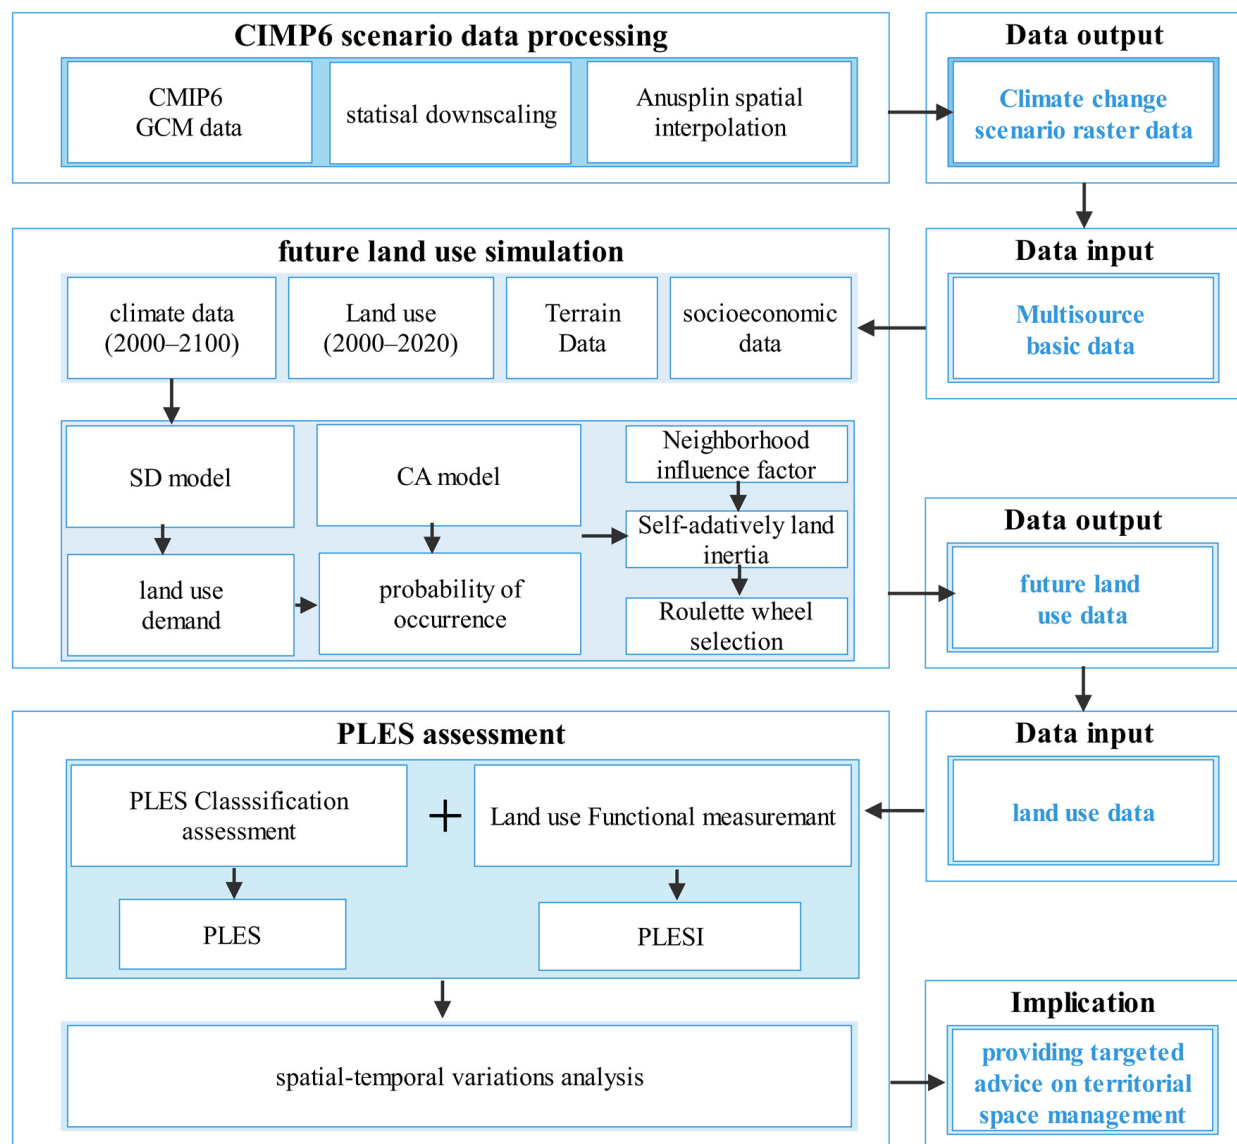 CIMP6 scenario data processing
CMIP6
GCM data
statisal downscaling
Anusplin spatial
interpolation
Data output
Climate change
scenario raster data
future land use simulation
climate data
(2000–2100)
Land use
(2000–2020)
Terrain
Data
socioeconomic
data
Data input
Multisource
basic data
SD model
CA model
Neighborhood
influence factor
Self-adatively land
inertia
land use
demand
probability of
occurrence
Roulette wheel
selection
Data output
future land
use data
PLES assessment
PLES Classsification
assessment
+
Land use Functional measuremant
PLES
PLESI
Data input
land use data
spatial-temporal variations analysis
Implication
providing targeted
advice on territorial
space management